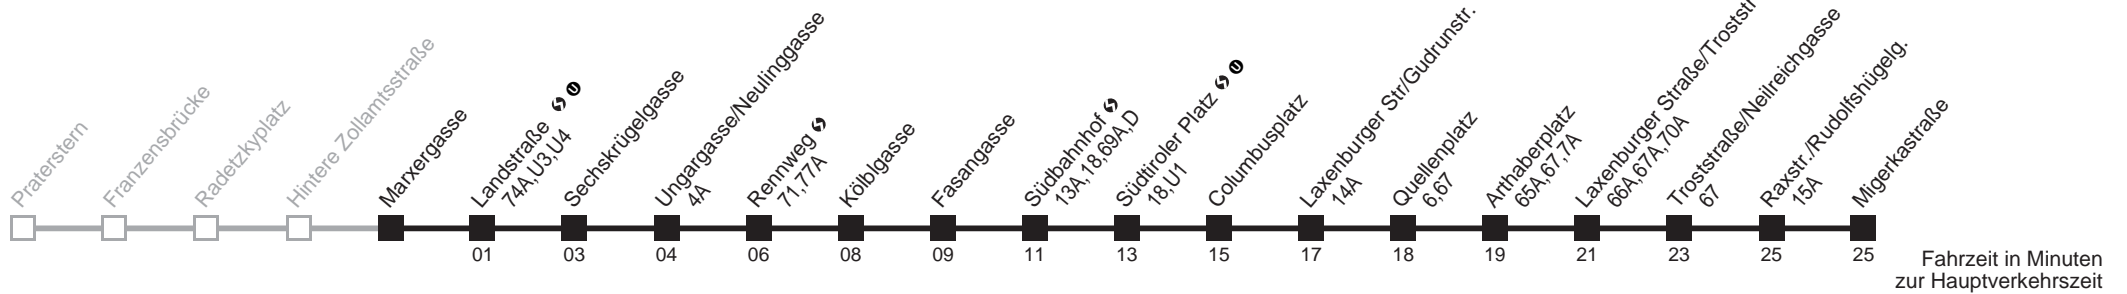 Praterstern
Franzensbrücke
Radetzkyplatz
Hintere Zollamtsstraße
Marxergasse
Landstraße S U
74A,U3,U4
Sechskrügelgasse
Ungargasse/Neulinggasse
4A
Rennweg S
71,77A
Kölblgasse
Fasangasse
Südbahnhof S
13A,18,69A,D
Südtiroler Platz S U
18,U1
Columbusplatz
Laxenburger Str/Gudrunstr.
14A
Quellenplatz
6,67
Arthaberplatz
65A,67,7A
Laxenburger Straße/Troststr
66A,67A,70A
Troststraße/Neilreichgasse
67
Raxstr./Rudolfshügelg.
15A
Migerkastraße
01 03 04 06 08 09 11 13 15 17 18 19 21 23 25 25
Fahrzeit in Minuten
zur Hauptverkehrszeit